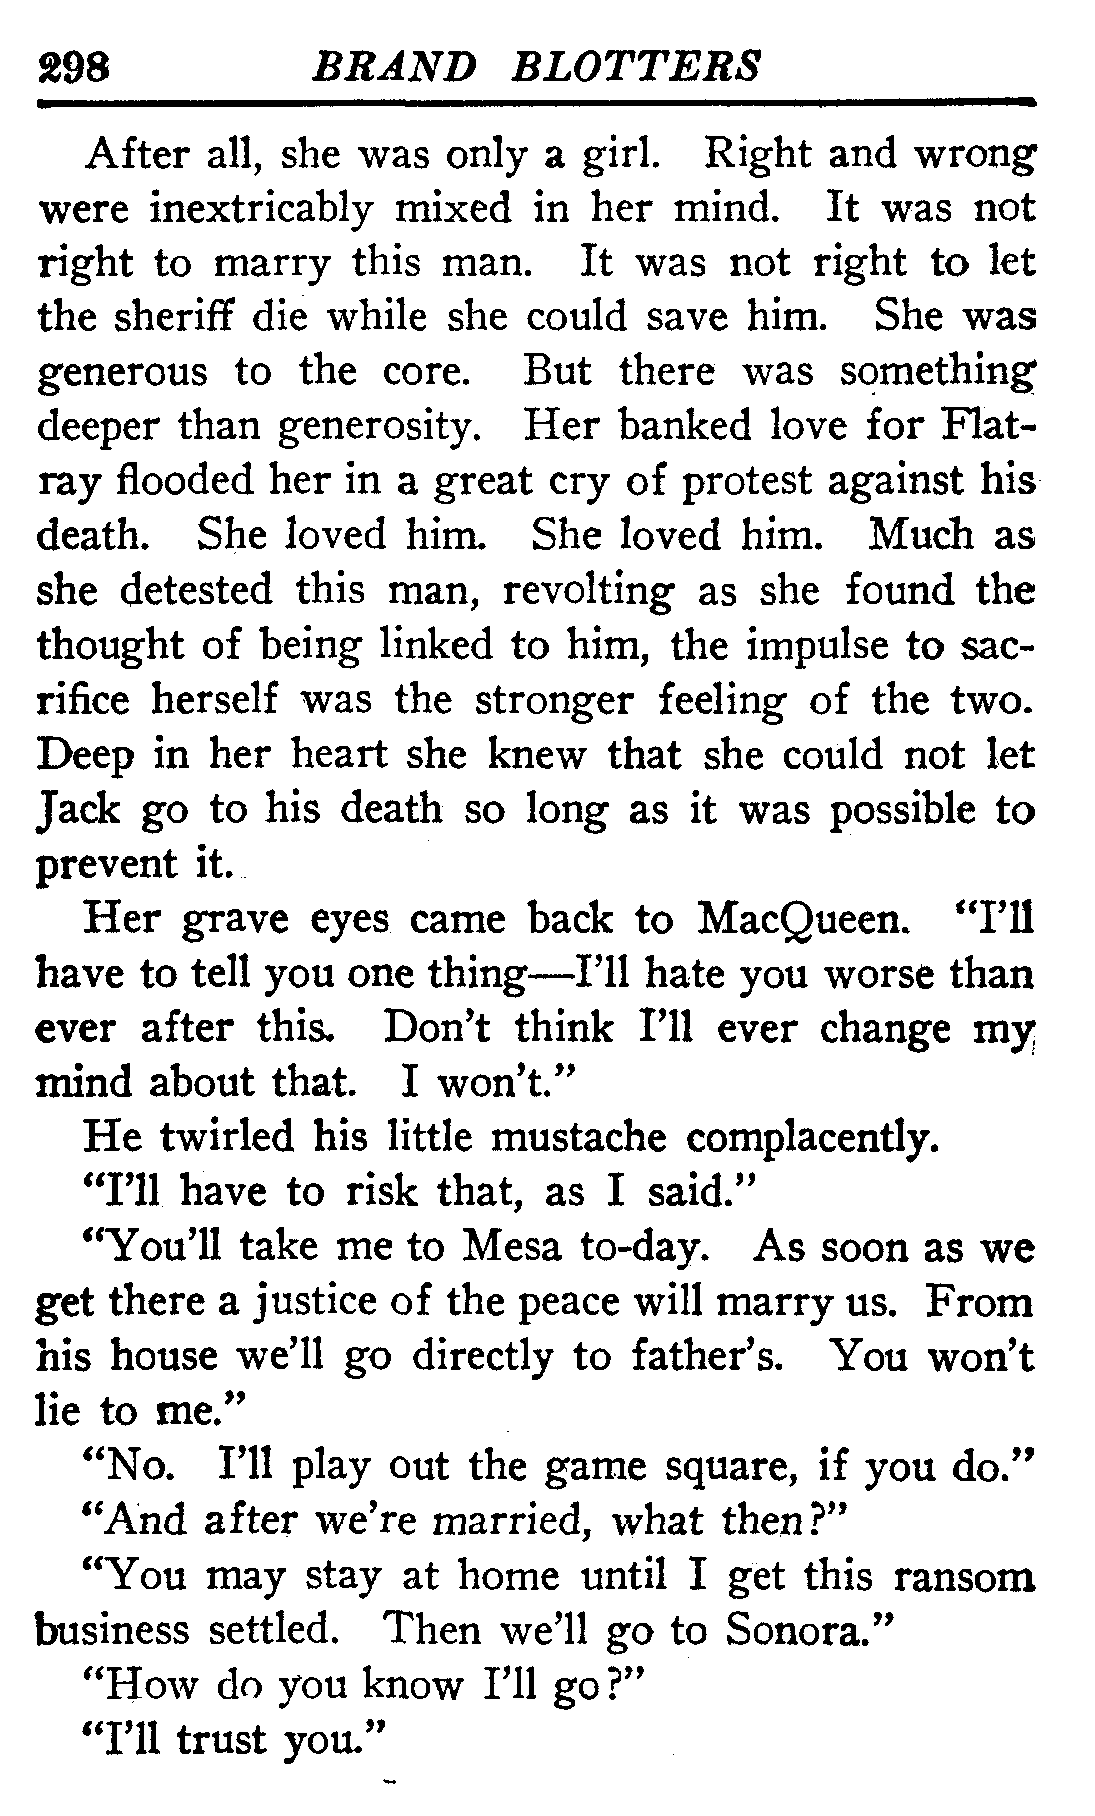 298 BRAND BLOTTERS
After all, she was only a girl. Right and wrong
were inextricably mixed in her mind. It was not
right to marry this man. It was not right to let
the sheriff die while she could save him. She was
generous to the core. But there was something
deeper than generosity. Her banked love for Flat-
ray flooded her in a great cry of protest against his
death. She loved him. She loved him. Much as
she detested this man, revolting as she found the
thought of being linked to him, the impulse to sac-
rifice herself was the stronger feeling of the two.
Deep in her heart she knew that she could not let
Jack go to his death so long as it was possible to
prevent it.
Her grave eyes came back to MacQueen. “I’ll
have to tell you one thing—I’ll hate you worse than
ever after this. Don’t think I’ll ever change my
mind about that. I won’t.”
He twirled his little mustache complacently.
“I’ll have to risk that, as I said.”
“You’ll take me to Mesa to-day. As soon as we
get there a justice of the peace will marry us. From
his house we’ll go directly to father’s. You won’t
lie to me.”
“No. I’ll play out the game square, if you do.”
“And after we’re married, what then?”
“You may stay at home until I get this ransom
business settled. Then we’ll go to Sonora.”
“How do you know I’ll go?”
“I’ll trust you.”